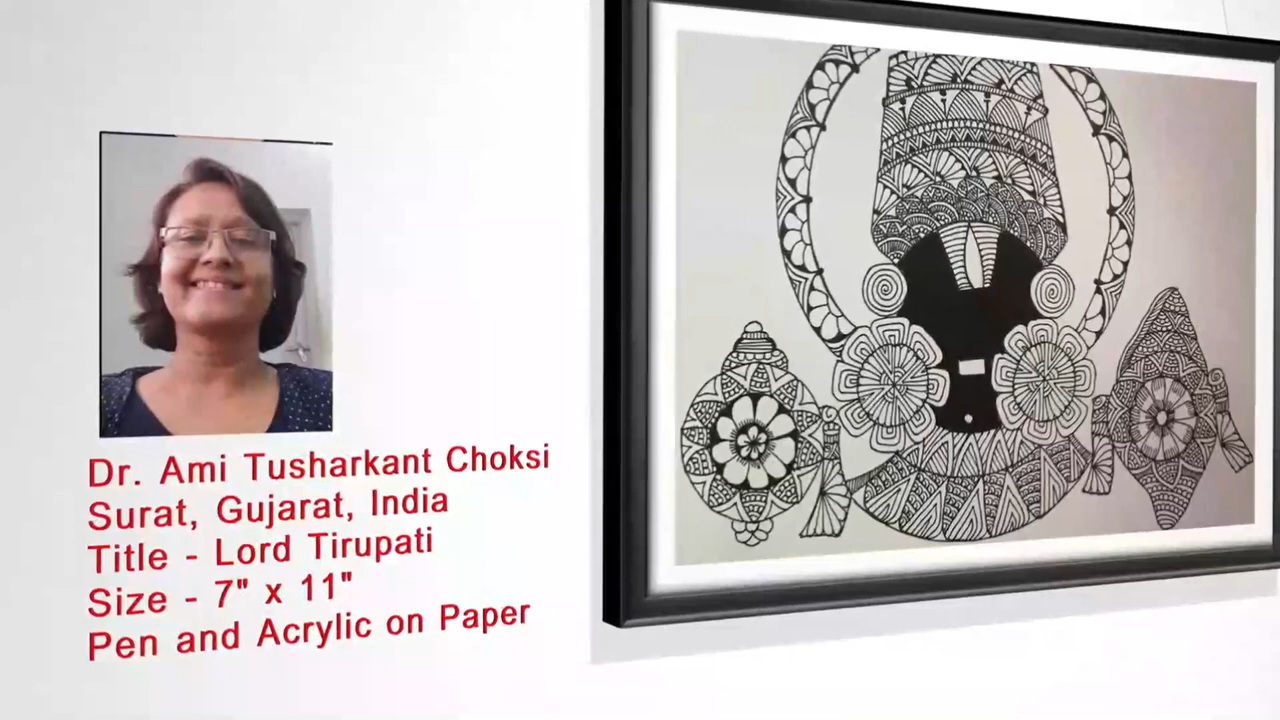 Dr. Ami Tusharkant Choksi
Surat, Gujarat, India
Title - Lord Tirupati
Size - 7" x 11"
Pen and Acrylic on Paper